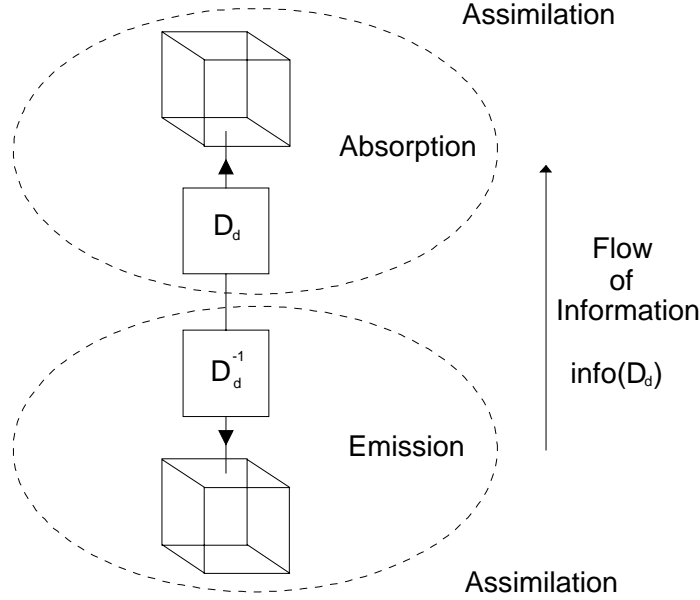 Assimilation
Absorption
D_d
Flow
of
Information
info(D_d)
D_d^-1
Emission
Assimilation